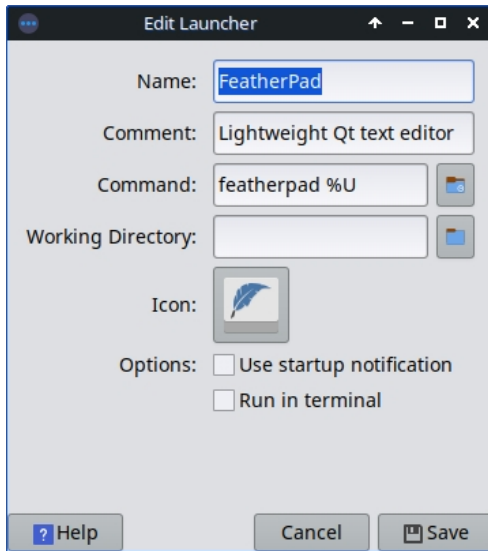 Edit Launcher
Name: FeatherPad
Comment: Lightweight Qt text editor
Command: featherpad %U
Working Directory:
Icon:
Options: Use startup notification
Run in terminal
? Help Cancel Save